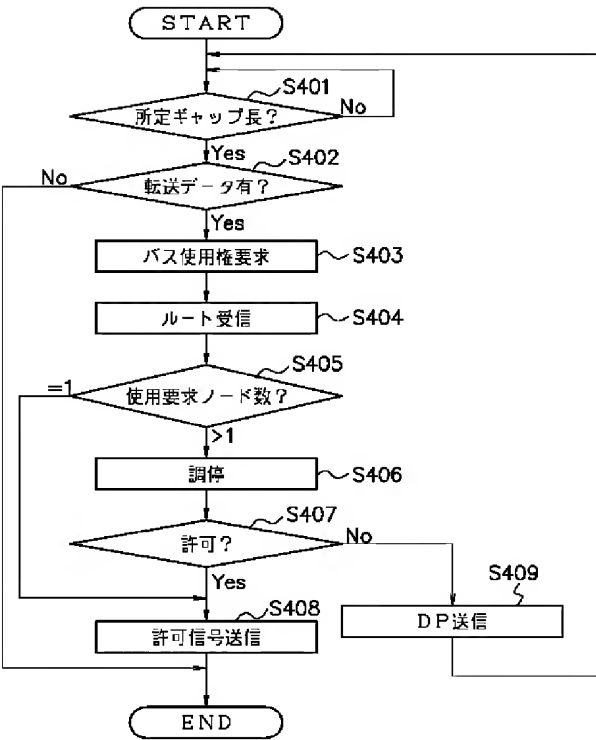 START
S401
所定ギャップ長?
No
Yes
S402
No
転送データ有?
Yes
バス使用権要求
S403
ルート受信
S404
S405
=1
使用要求ノード数?
>1
調停
S406
S407
許可?
No
Yes
S408
S409
許可信号送信
DP送信
END